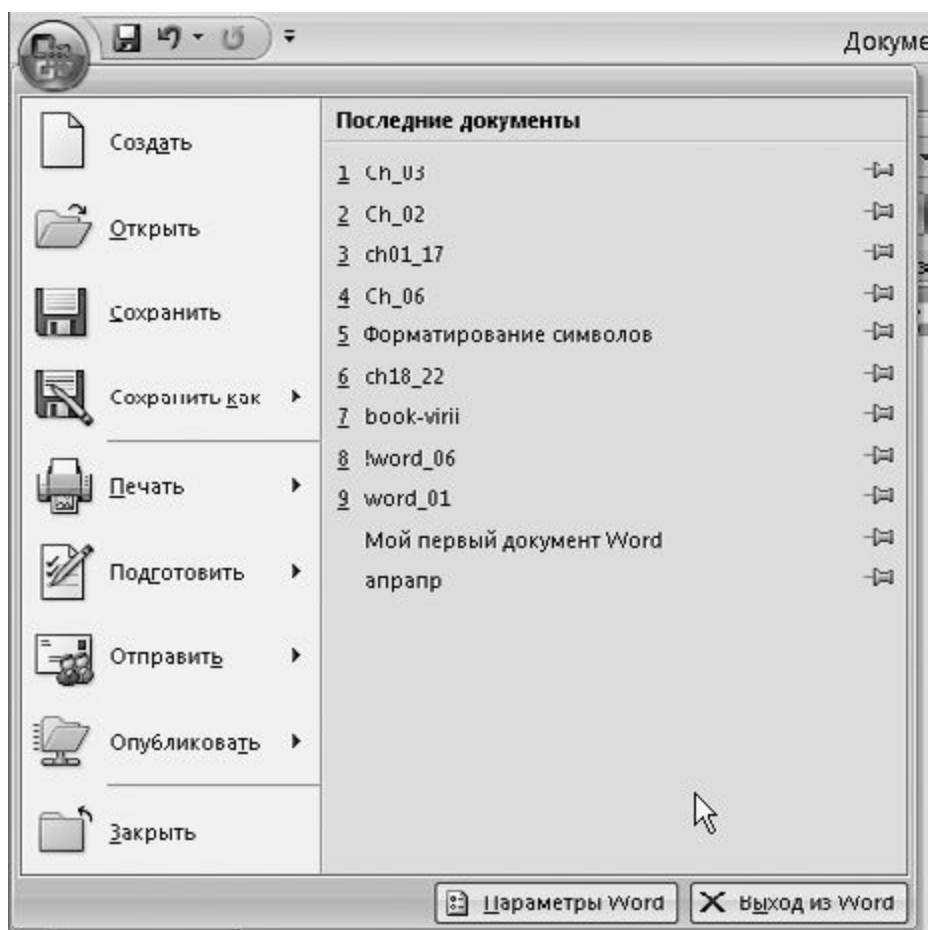 Докуме
Создать
Открыть
Сохранить
Сохранить как
Печать
Подготовить
Отправить
Опубликовать
Закрыть
Последние документы
1 Ch_03
2 Ch_02
3 ch01_17
4 Ch_06
5 Форматирование символов
6 ch18_22
7 book-virii
8 !word_06
9 word_01
Мой первый документ Word
апрапр
Параметры Word
Выход из Word